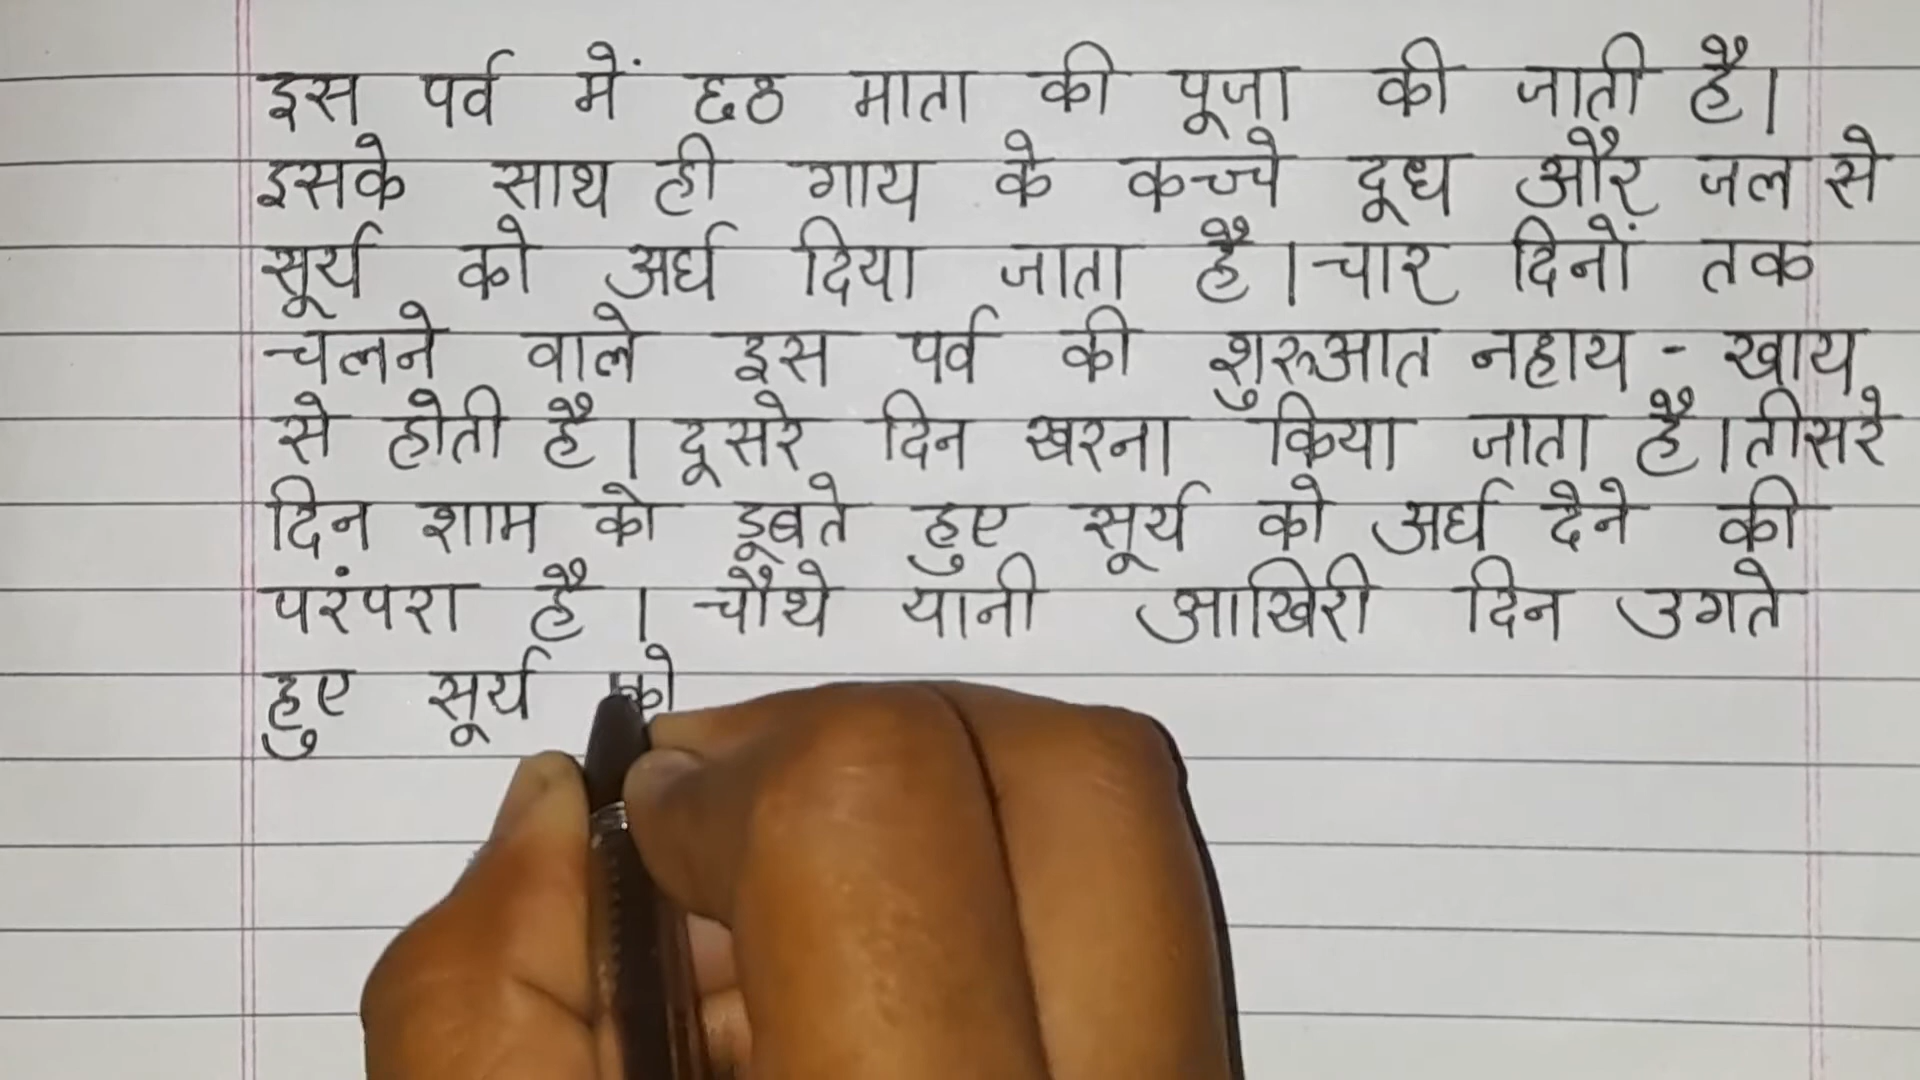 इस पर्व में छठ माता की पूजा की जाती है।
इसके साथ ही गाय के कच्चे दूध और जल से
सूर्य को अर्घ दिया जाता है। चार दिनों तक
चलने वाले इस पर्व की शुरुआत नहाय - खाय
से होती है। दूसरे दिन खरना किया जाता है। तीसरे
दिन शाम को डूबते हुए सूर्य को अर्घ देने की
परंपरा है। चौथे यानी आखिरी दिन उगते
हुए सूर्य को